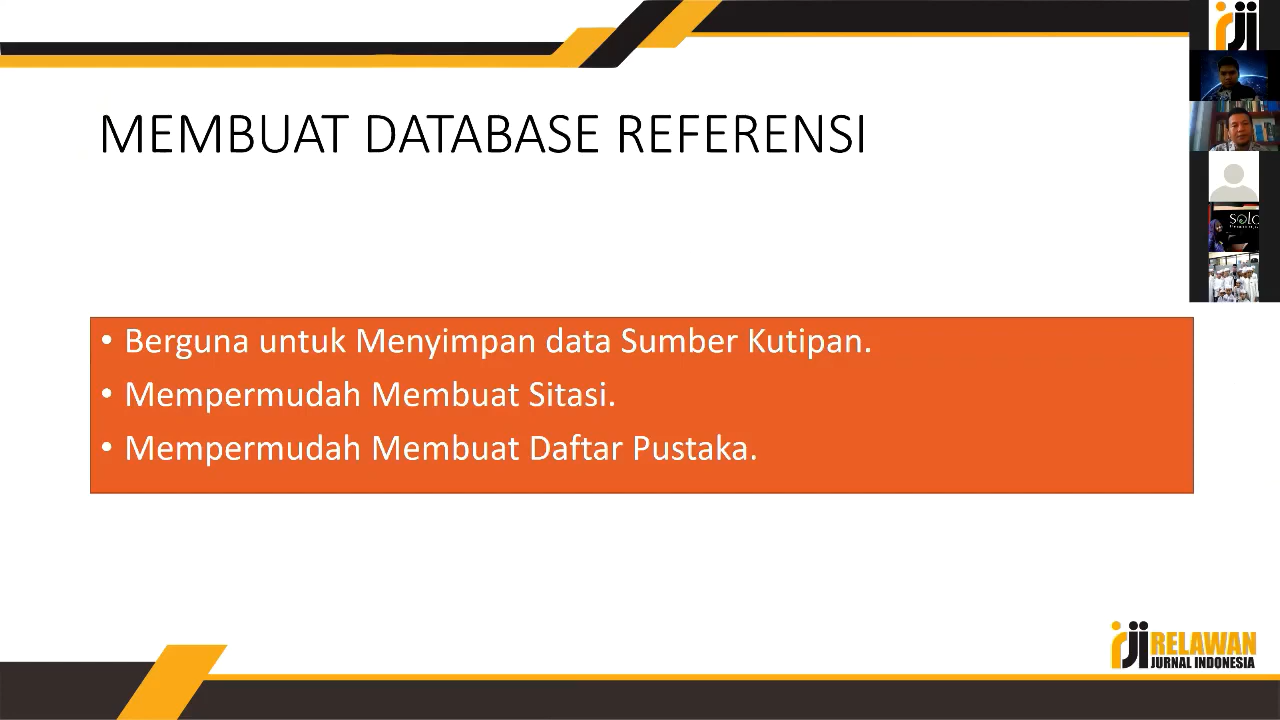 MEMBUAT DATABASE REFERENSI
• Berguna untuk Menyimpan data Sumber Kutipan.
• Mempermudah Membuat Sitasi.
• Mempermudah Membuat Daftar Pustaka.
RELAWAN
JURNAL INDONESIA